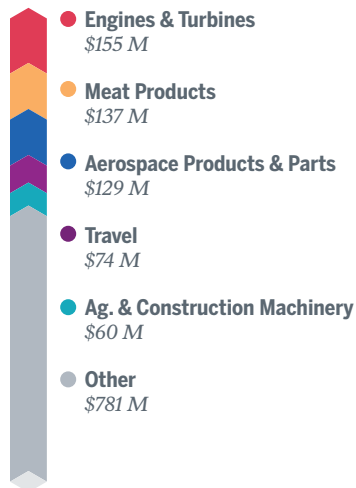 Engines & Turbines
$155 M
Meat Products
$137 M
Aerospace Products & Parts
$129 M
Travel
$74 M
Ag. & Construction Machinery
$60 M
Other
$781 M